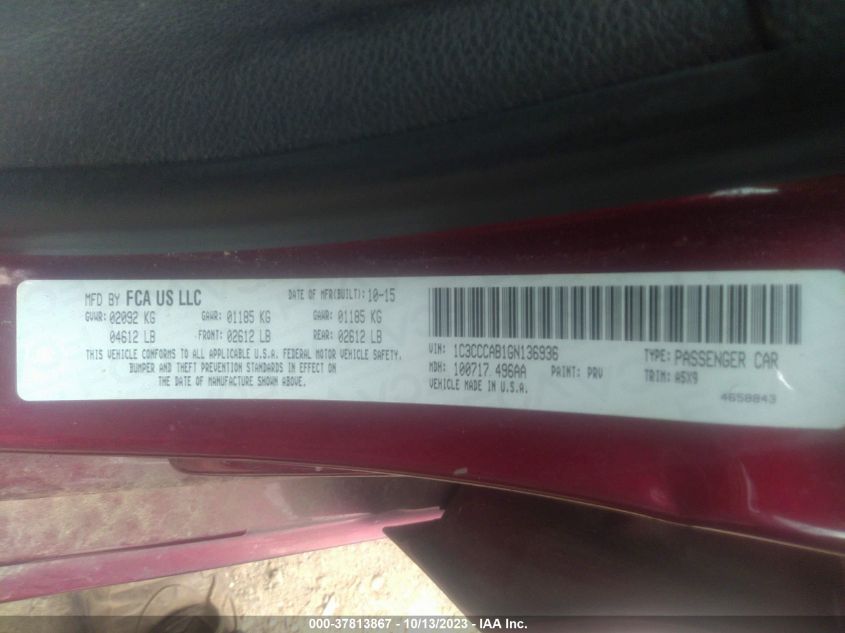 MFD BY FCA US LLC
DATE OF MFR(BUILT): 10-15
GVWR: 02092 KG GAWR: 01185 KG GAWR: 01185 KG
04612 LB FRONT: 02612 LB REAR: 02612 LB
THIS VEHICLE CONFORMS TO ALL APPLICABLE U.S.A. FEDERAL MOTOR VEHICLE SAFETY,
BUMPER AND THEFT PREVENTION STANDARDS IN EFFECT ON
THE DATE OF MANUFACTURE SHOWN ABOVE.
VIN: 1C3CCCAB1GN136936 TYPE: PASSENGER CAR
MDH: 100717 496AA PAINT: PRV TRIM: A5X9
VEHICLE MADE IN U.S.A.
4658843
000-37813867 - 10/13/2023 - IAA Inc.